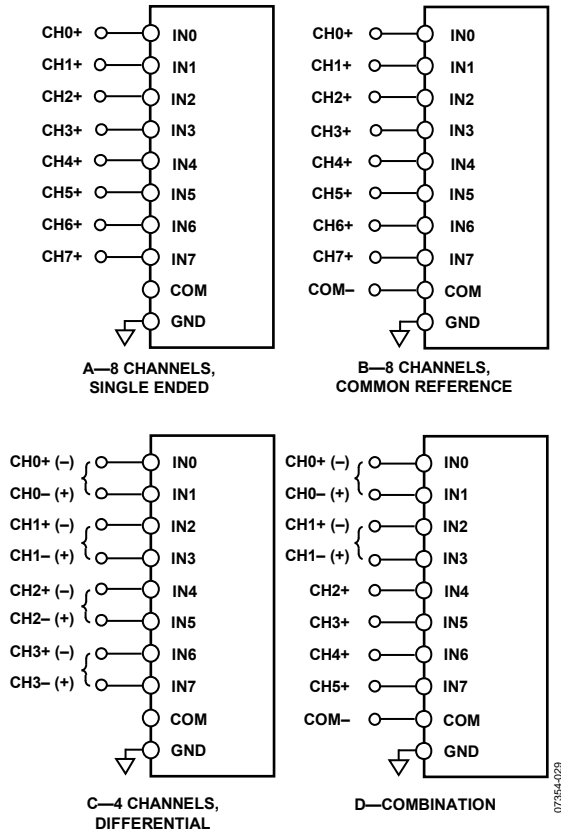 CH0+ IN0
CH1+ IN1
CH2+ IN2
CH3+ IN3
CH4+ IN4
CH5+ IN5
CH6+ IN6
CH7+ IN7
COM
GND
A—8 CHANNELS,
SINGLE ENDED
CH0+ IN0
CH1+ IN1
CH2+ IN2
CH3+ IN3
CH4+ IN4
CH5+ IN5
CH6+ IN6
CH7+ IN7
COM– COM
GND
B—8 CHANNELS,
COMMON REFERENCE
CH0+ (–) IN0
CH0– (+) IN1
CH1+ (–) IN2
CH1– (+) IN3
CH2+ (–) IN4
CH2– (+) IN5
CH3+ (–) IN6
CH3– (+) IN7
COM
GND
C—4 CHANNELS,
DIFFERENTIAL
CH0+ (–) IN0
CH0– (+) IN1
CH1+ (–) IN2
CH1– (+) IN3
CH2+ IN4
CH3+ IN5
CH4+ IN6
CH5+ IN7
COM– COM
GND
D—COMBINATION
07354-029